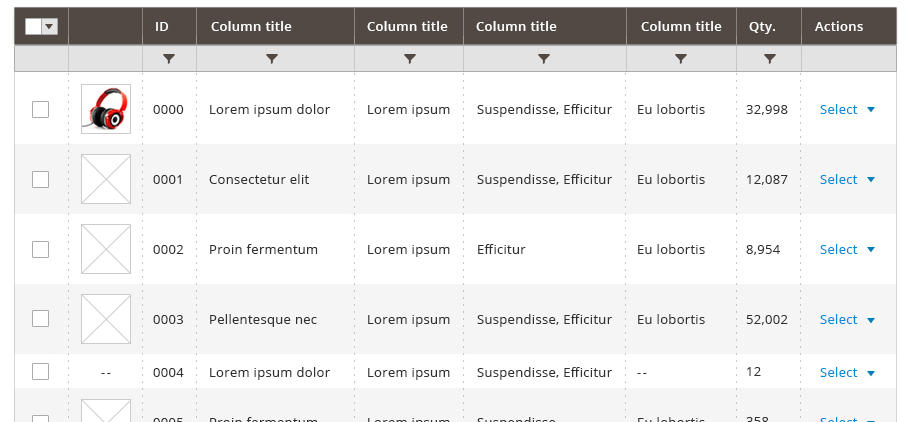 ID Column title Column title Column title Column title Qty. Actions
0000 Lorem ipsum dolor Lorem ipsum Suspendisse, Efficitur Eu lobortis 32,998 Select
0001 Consectetur elit Lorem ipsum Suspendisse, Efficitur Eu lobortis 12,087 Select
0002 Proin fermentum Lorem ipsum Efficitur Eu lobortis 8,954 Select
0003 Pellentesque nec Lorem ipsum Suspendisse, Efficitur Eu lobortis 52,002 Select
-- 0004 Lorem ipsum dolor Lorem ipsum Suspendisse, Efficitur -- 12 Select
0005 Proin fermentum Lorem ipsum Suspendisse Eu lobortis 358 Select